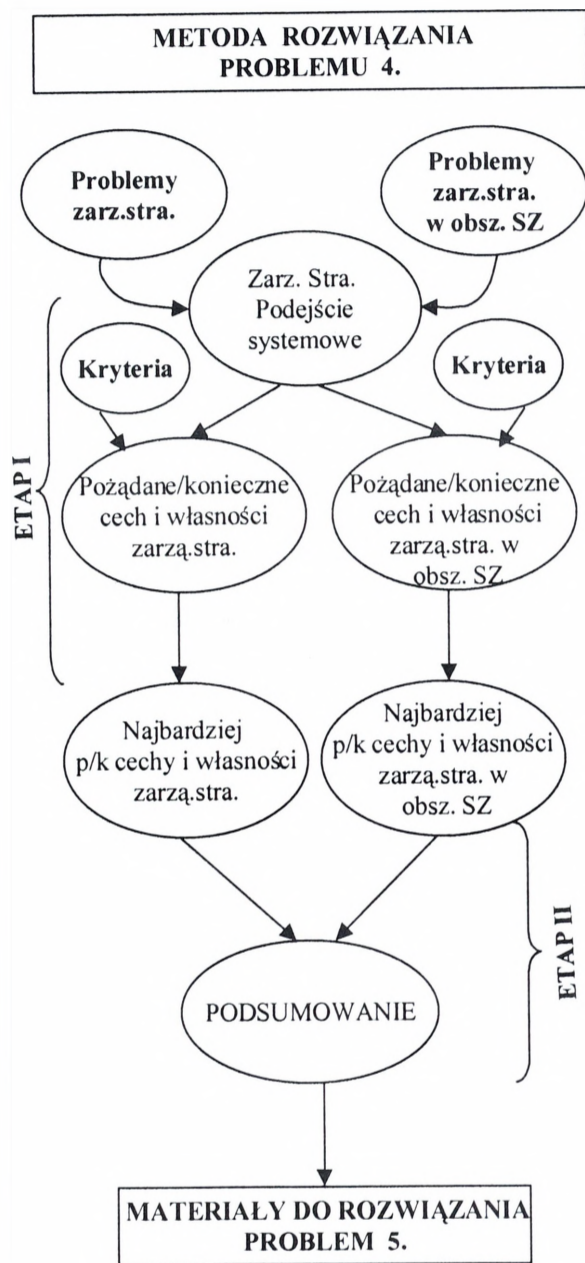 METODA ROZWIĄZANIA
PROBLEMU 4.
Problemy
zarz.stra.
Problemy
zarz.stra.
w obsz. SZ
Zarz. Stra.
Podejście
systemowe
Kryteria
Kryteria
ETAP I
Pożądane/konieczne
cech i własności
zarzą.stra.
Pożądane/konieczne
cech i własności
zarzą.stra. w
obsz. SZ
Najbardziej
p/k cechy i własności
zarzą.stra.
Najbardziej
p/k cechy i własności
zarzą.stra. w
obsz. SZ
ETAP II
PODSUMOWANIE
MATERIAŁY DO ROZWIĄZANIA
PROBLEM 5.